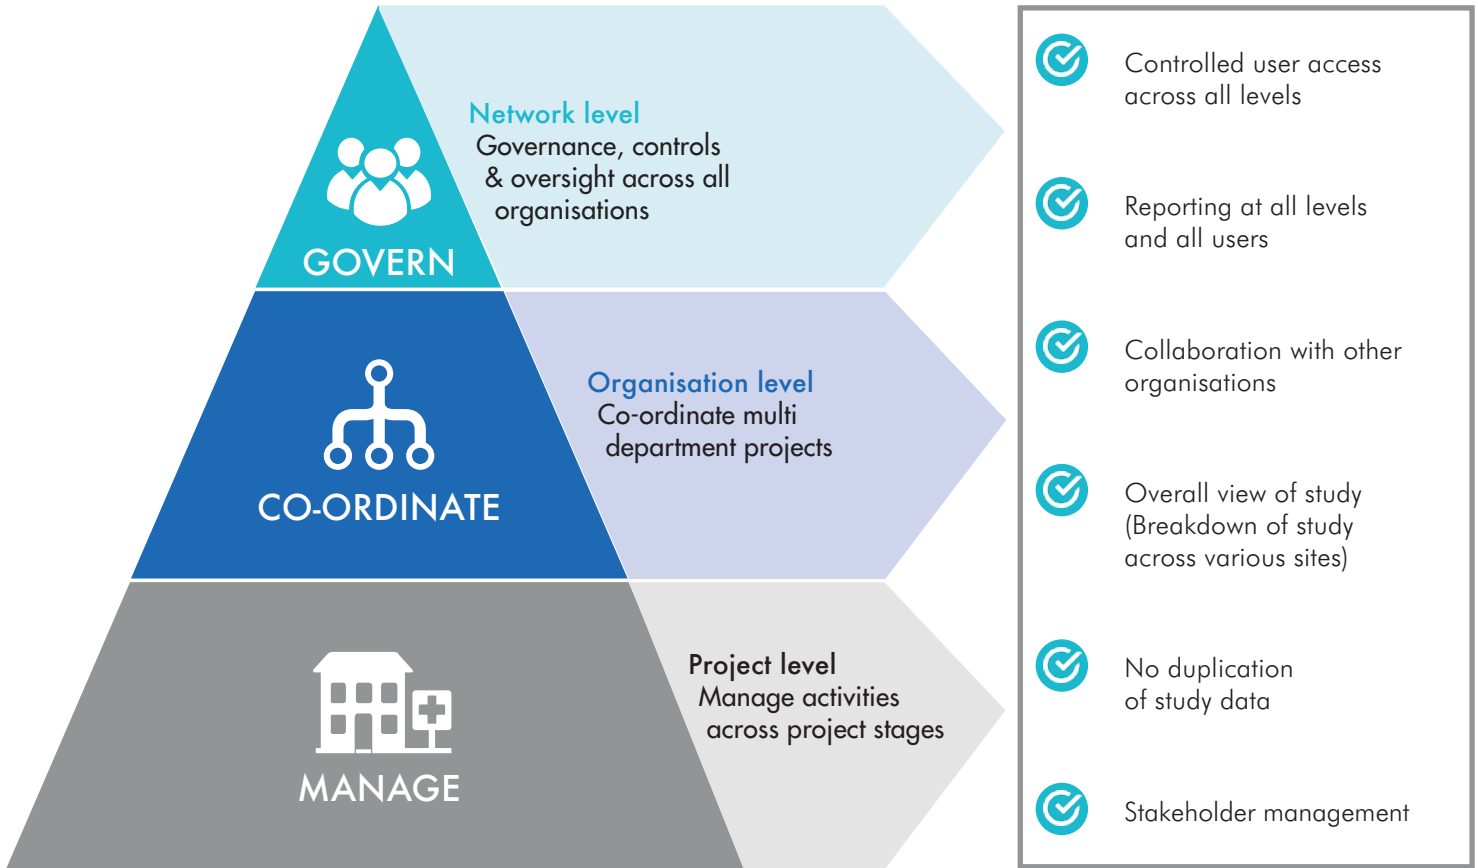 Network level
Governance, controls
& oversight across all
organisations
GOVERN
Organisation level
Co-ordinate multi
department projects
CO-ORDINATE
Project level
Manage activities
across project stages
MANAGE
Controlled user access
across all levels
Reporting at all levels
and all users
Collaboration with other
organisations
Overall view of study
(Breakdown of study
across various sites)
No duplication
of study data
Stakeholder management